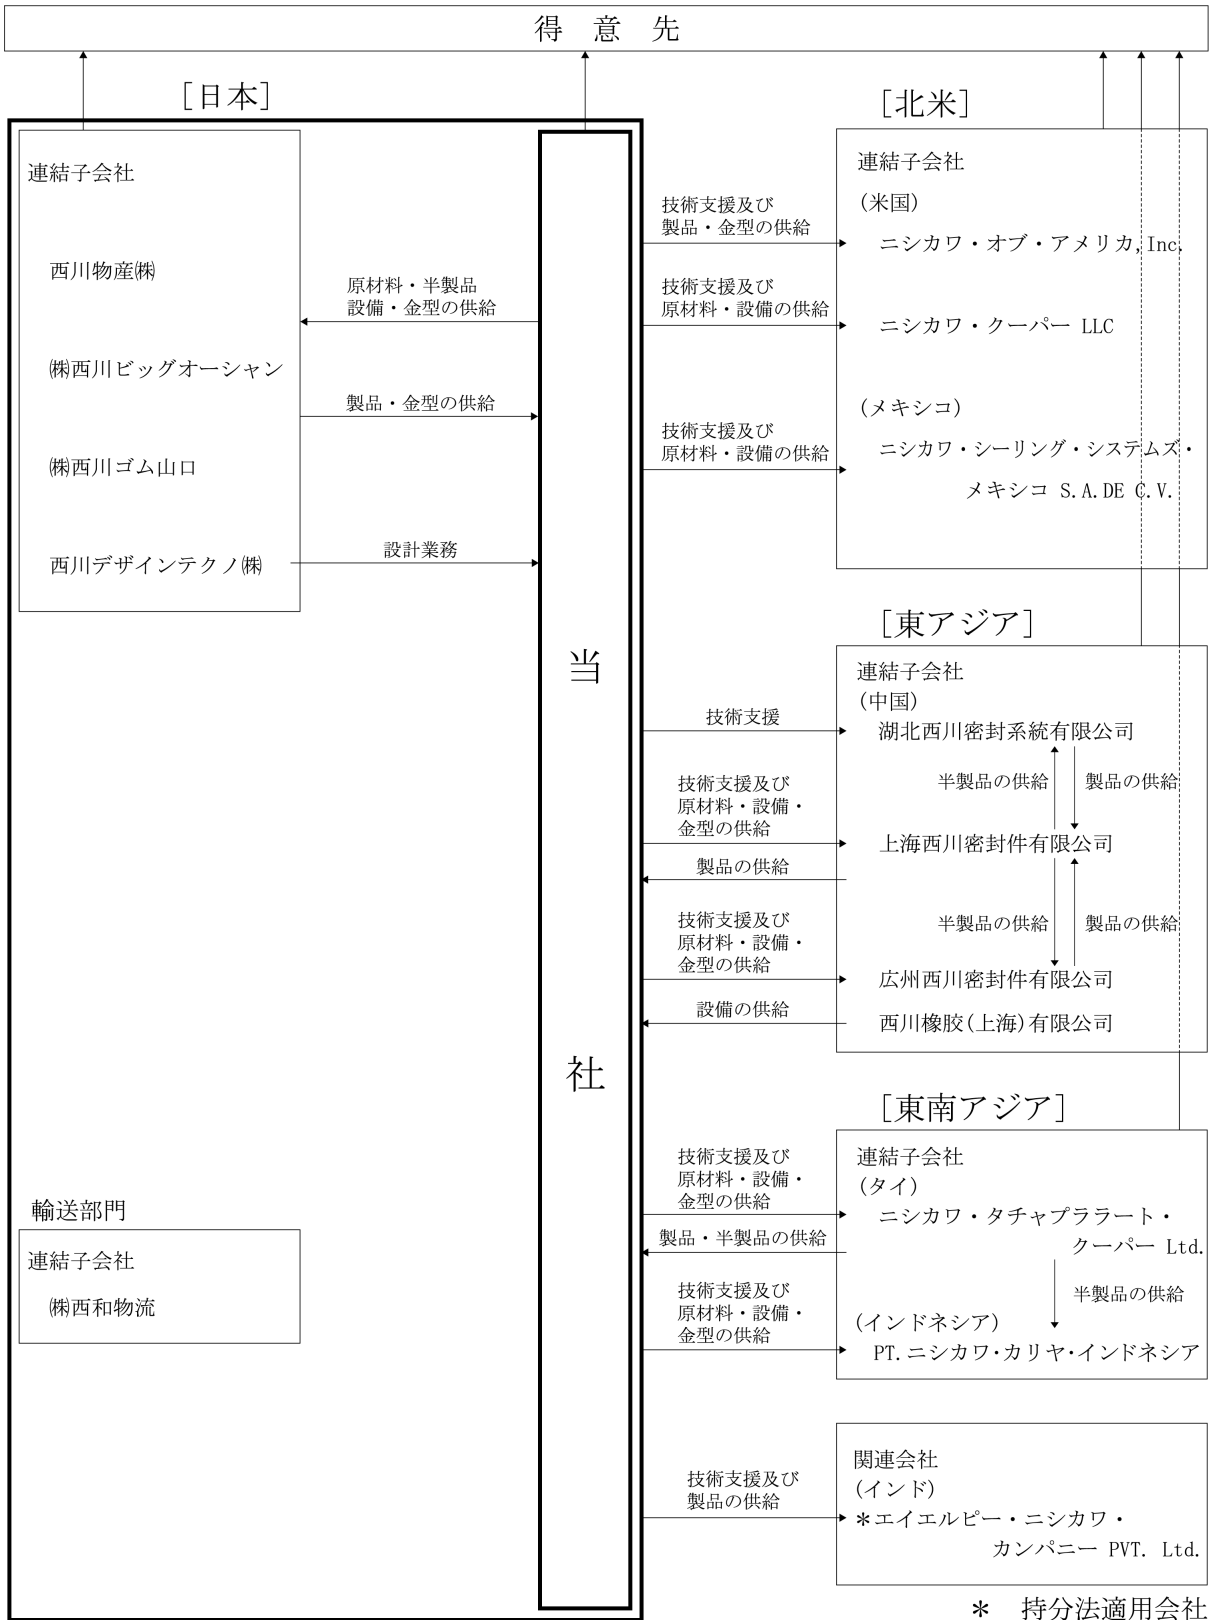 得　意　先
［日本］
連結子会社
西川物産㈱
㈱西川ビッグオーシャン
㈱西川ゴム山口
西川デザインテクノ㈱
原材料・半製品
設備・金型の供給
製品・金型の供給
設計業務
当
社
輸送部門
連結子会社
㈱西和物流
［北米］
技術支援及び
製品・金型の供給
技術支援及び
原材料・設備の供給
技術支援及び
原材料・設備の供給
連結子会社
(米国)
ニシカワ・オブ・アメリカ,Inc.
ニシカワ・クーパー LLC
(メキシコ)
ニシカワ・シーリング・システムズ・
メキシコ S.A.DE C.V.
［東アジア］
技術支援
技術支援及び
原材料・設備・
金型の供給
製品の供給
技術支援及び
原材料・設備・
金型の供給
設備の供給
連結子会社
(中国)
湖北西川密封系統有限公司
半製品の供給
製品の供給
上海西川密封件有限公司
半製品の供給
製品の供給
広州西川密封件有限公司
西川橡胶(上海)有限公司
［東南アジア］
技術支援及び
原材料・設備・
金型の供給
製品・半製品の供給
技術支援及び
原材料・設備・
金型の供給
連結子会社
(タイ)
ニシカワ・タチャプララート・
クーパー Ltd.
半製品の供給
(インドネシア)
PT.ニシカワ・カリヤ・インドネシア
技術支援及び
製品の供給
関連会社
(インド)
＊エイエルピー・ニシカワ・
カンパニー PVT. Ltd.
＊　持分法適用会社